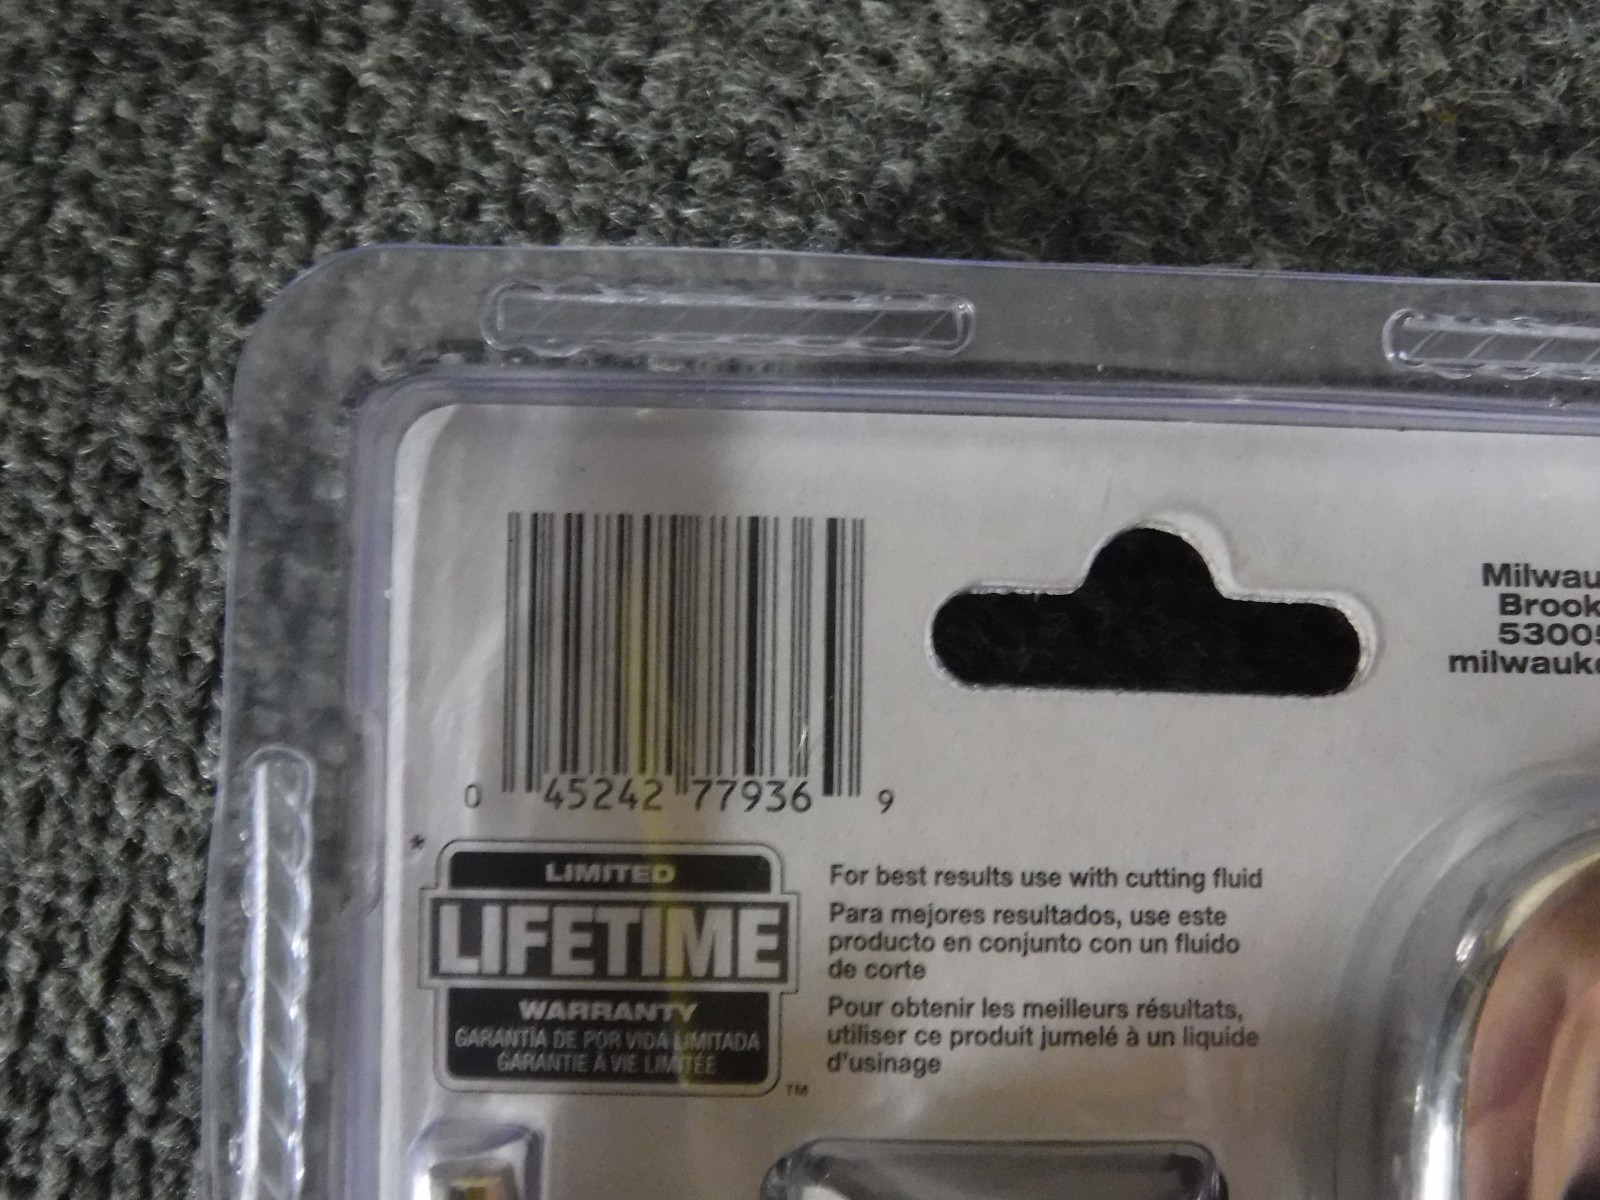 0 45242 77936 9
*
LIMITED
LIFETIME
WARRANTY
GARANTÍA DE POR VIDA LIMITADA
GARANTIE À VIE LIMITÉE
TM
For best results use with cutting fluid
Para mejores resultados, use este
producto en conjunto con un fluido
de corte
Pour obtenir les meilleurs résultats,
utiliser ce produit jumelé à un liquide
d'usinage
Milwau
Brook
53005
milwauke